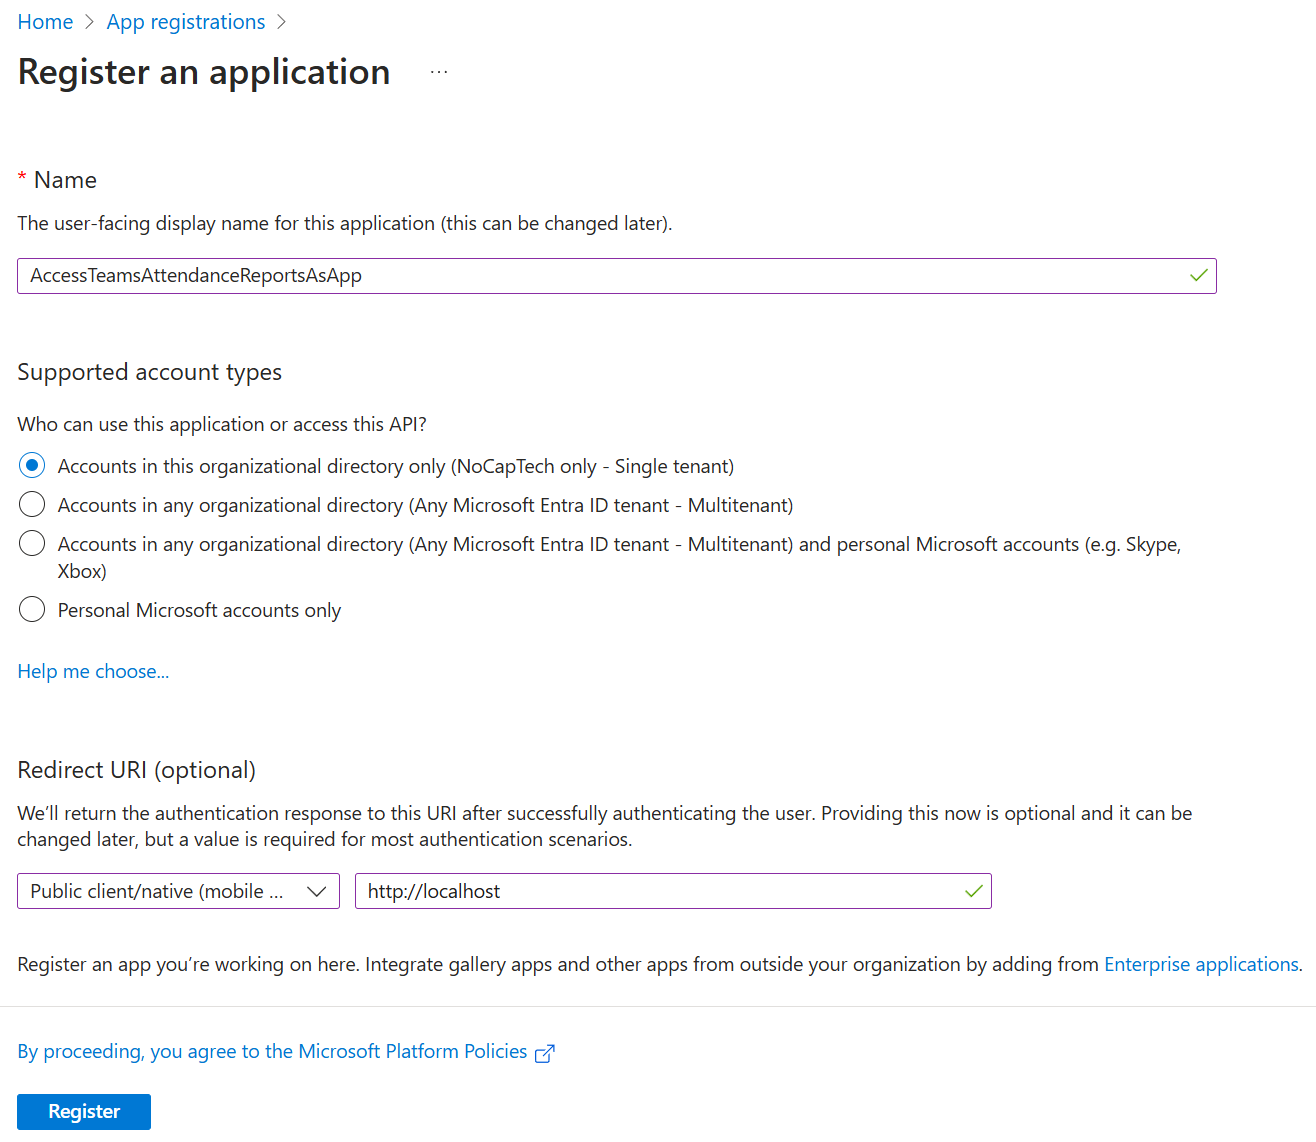 Home > App registrations >
Register an application ...
* Name
The user-facing display name for this application (this can be changed later).
AccessTeamsAttendanceReportsAsApp
Supported account types
Who can use this application or access this API?
Accounts in this organizational directory only (NoCapTech only - Single tenant)
Accounts in any organizational directory (Any Microsoft Entra ID tenant - Multitenant)
Accounts in any organizational directory (Any Microsoft Entra ID tenant - Multitenant) and personal Microsoft accounts (e.g. Skype,
Xbox)
Personal Microsoft accounts only
Help me choose...
Redirect URI (optional)
We’ll return the authentication response to this URI after successfully authenticating the user. Providing this now is optional and it can be
changed later, but a value is required for most authentication scenarios.
Public client/native (mobile ... http://localhost
Register an app you’re working on here. Integrate gallery apps and other apps from outside your organization by adding from Enterprise applications.
By proceeding, you agree to the Microsoft Platform Policies
Register